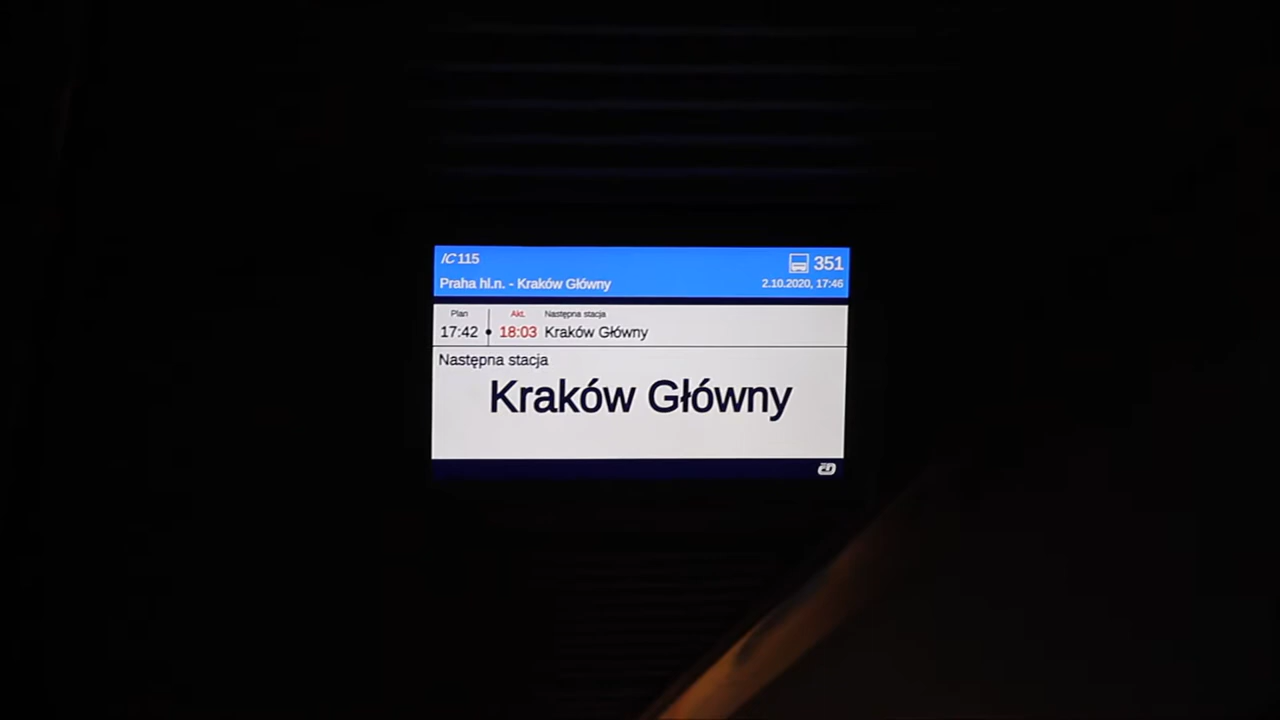 IC 115
351
Praha hl.n. - Kraków Główny
2.10.2020, 17:46
Plan
Akt.
Następna stacja
17:42
18:03
Kraków Główny
Następna stacja
Kraków Główny
ČD